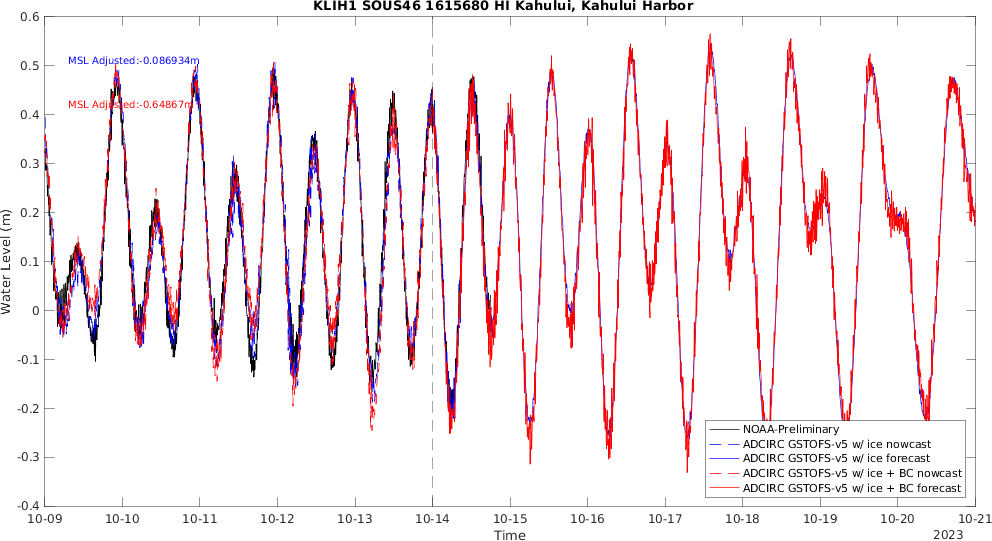 KLIH1 SOUS46 1615680 HI Kahului, Kahului Harbor
0.6
0.5
0.4
0.3
0.2
0.1
0
-0.1
-0.2
-0.3
-0.4
Water Level (m)
MSL Adjusted:-0.086934m
MSL Adjusted:-0.64867m
NOAA-Preliminary
ADCIRC GSTOFS-v5 w/ ice nowcast
ADCIRC GSTOFS-v5 w/ ice forecast
ADCIRC GSTOFS-v5 w/ ice + BC nowcast
ADCIRC GSTOFS-v5 w/ ice + BC forecast
10-09 10-10 10-11 10-12 10-13 10-14 10-15 10-16 10-17 10-18 10-19 10-20 10-21
Time
2023